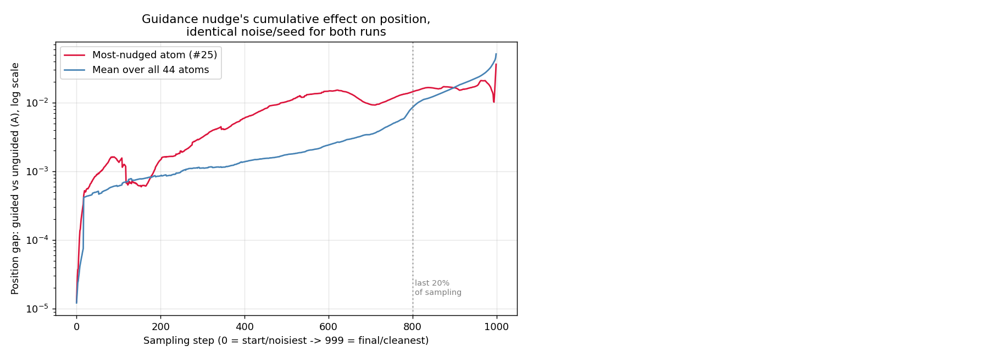 Guidance nudge's cumulative effect on position,
identical noise/seed for both runs
Most-nudged atom (#25)
Mean over all 44 atoms
Position gap: guided vs unguided (A), log scale
10⁻²
10⁻³
10⁻⁴
10⁻⁵
last 20%
of sampling
0 200 400 600 800 1000
Sampling step (0 = start/noisiest -> 999 = final/cleanest)